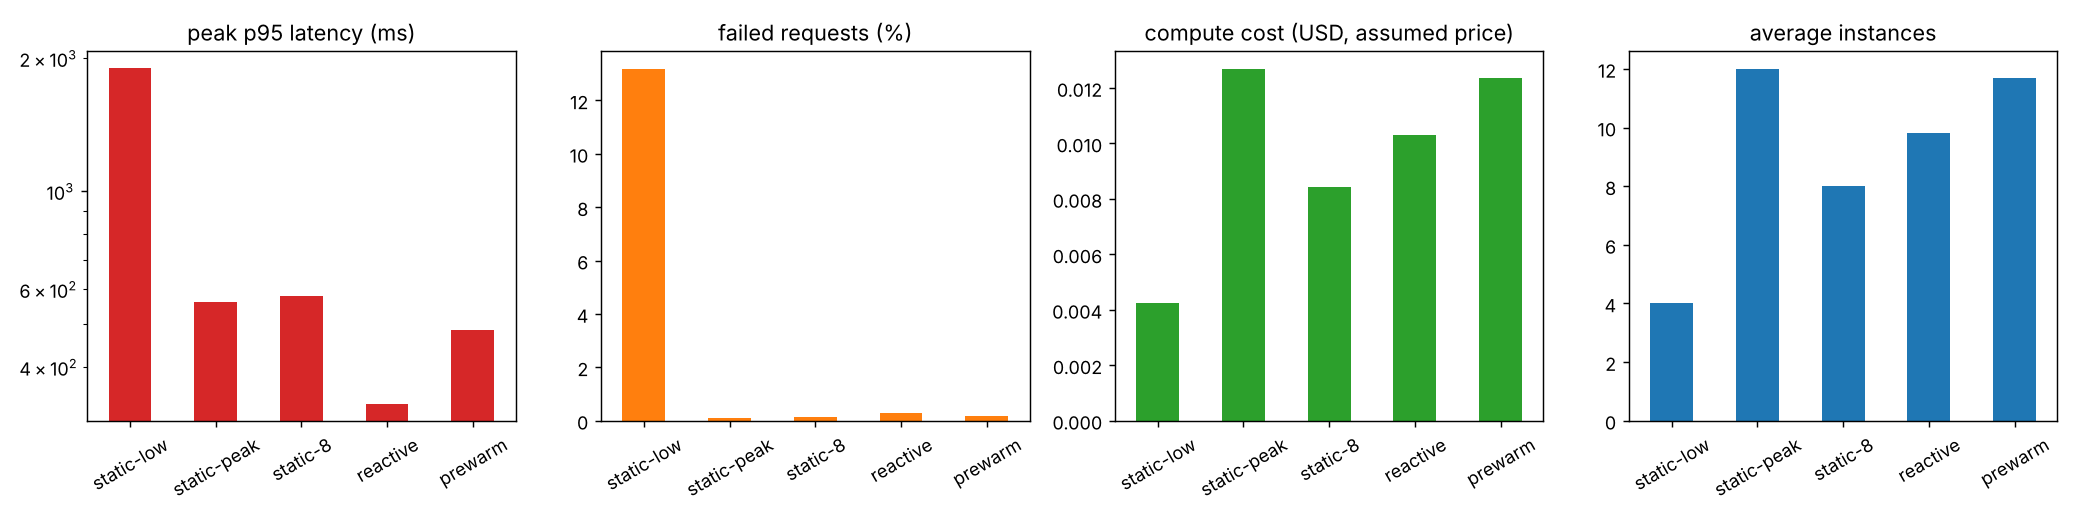 peak p95 latency (ms)
2 × 10³
10³
6 × 10²
4 × 10²
static-low
static-peak
static-8
reactive
prewarm
failed requests (%)
12
10
8
6
4
2
0
static-low
static-peak
static-8
reactive
prewarm
compute cost (USD, assumed price)
0.012
0.010
0.008
0.006
0.004
0.002
0.000
static-low
static-peak
static-8
reactive
prewarm
average instances
12
10
8
6
4
2
0
static-low
static-peak
static-8
reactive
prewarm